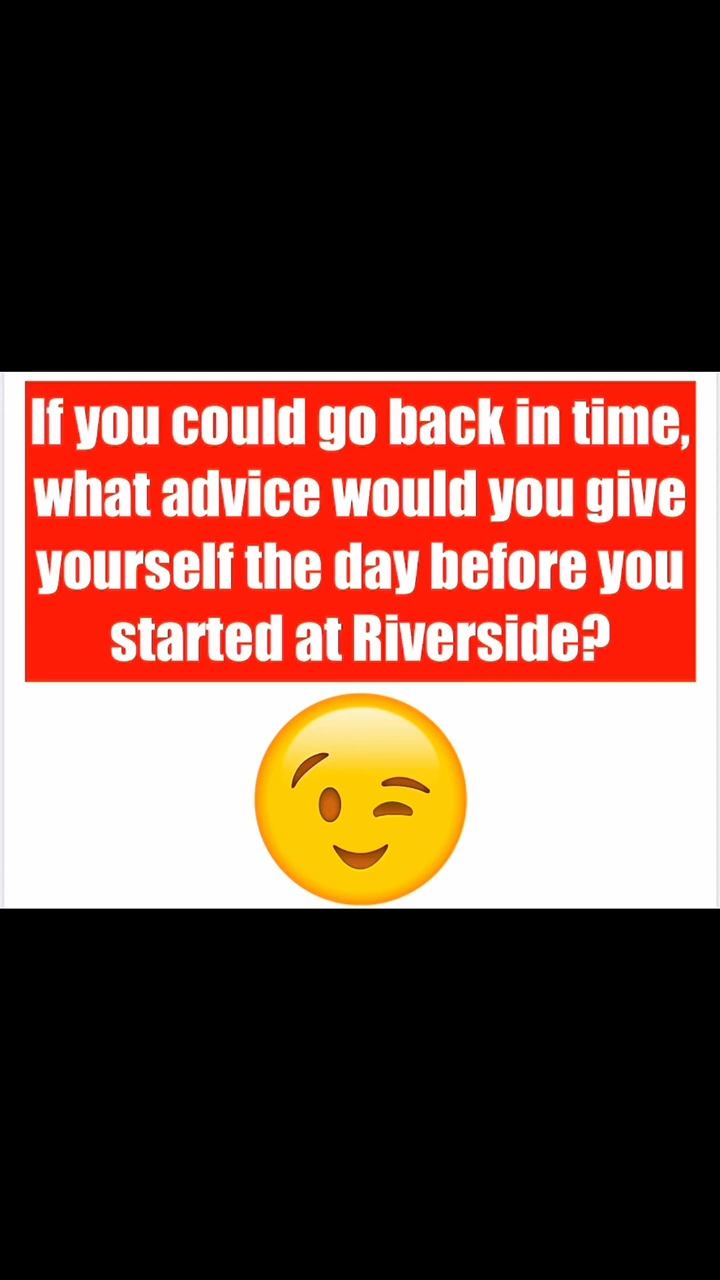 If you could go back in time,
what advice would you give
yourself the day before you
started at Riverside?